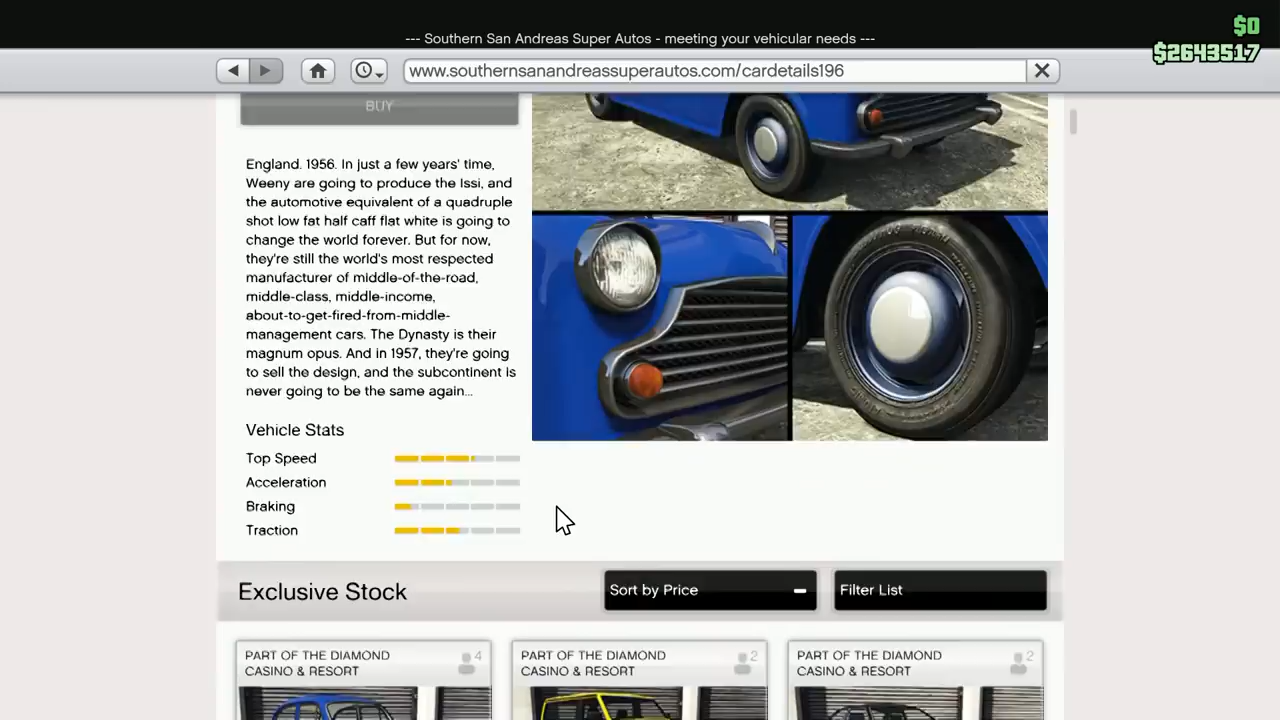 $0
--- Southern San Andreas Super Autos - meeting your vehicular needs ---
$2643517
www.southernsanandreassuperautos.com/cardetails196
BUY
England. 1956. In just a few years' time,
Weeny are going to produce the Issi, and
the automotive equivalent of a quadruple
shot low fat half caff flat white is going to
change the world forever. But for now,
they're still the world's most respected
manufacturer of middle-of-the-road,
middle-class, middle-income,
about-to-get-fired-from-middle-
management cars. The Dynasty is their
magnum opus. And in 1957, they're going
to sell the design, and the subcontinent is
never going to be the same again...
Vehicle Stats
Top Speed
Acceleration
Braking
Traction
Exclusive Stock
Sort by Price
Filter List
PART OF THE DIAMOND
CASINO & RESORT
4
PART OF THE DIAMOND
CASINO & RESORT
2
PART OF THE DIAMOND
CASINO & RESORT
2